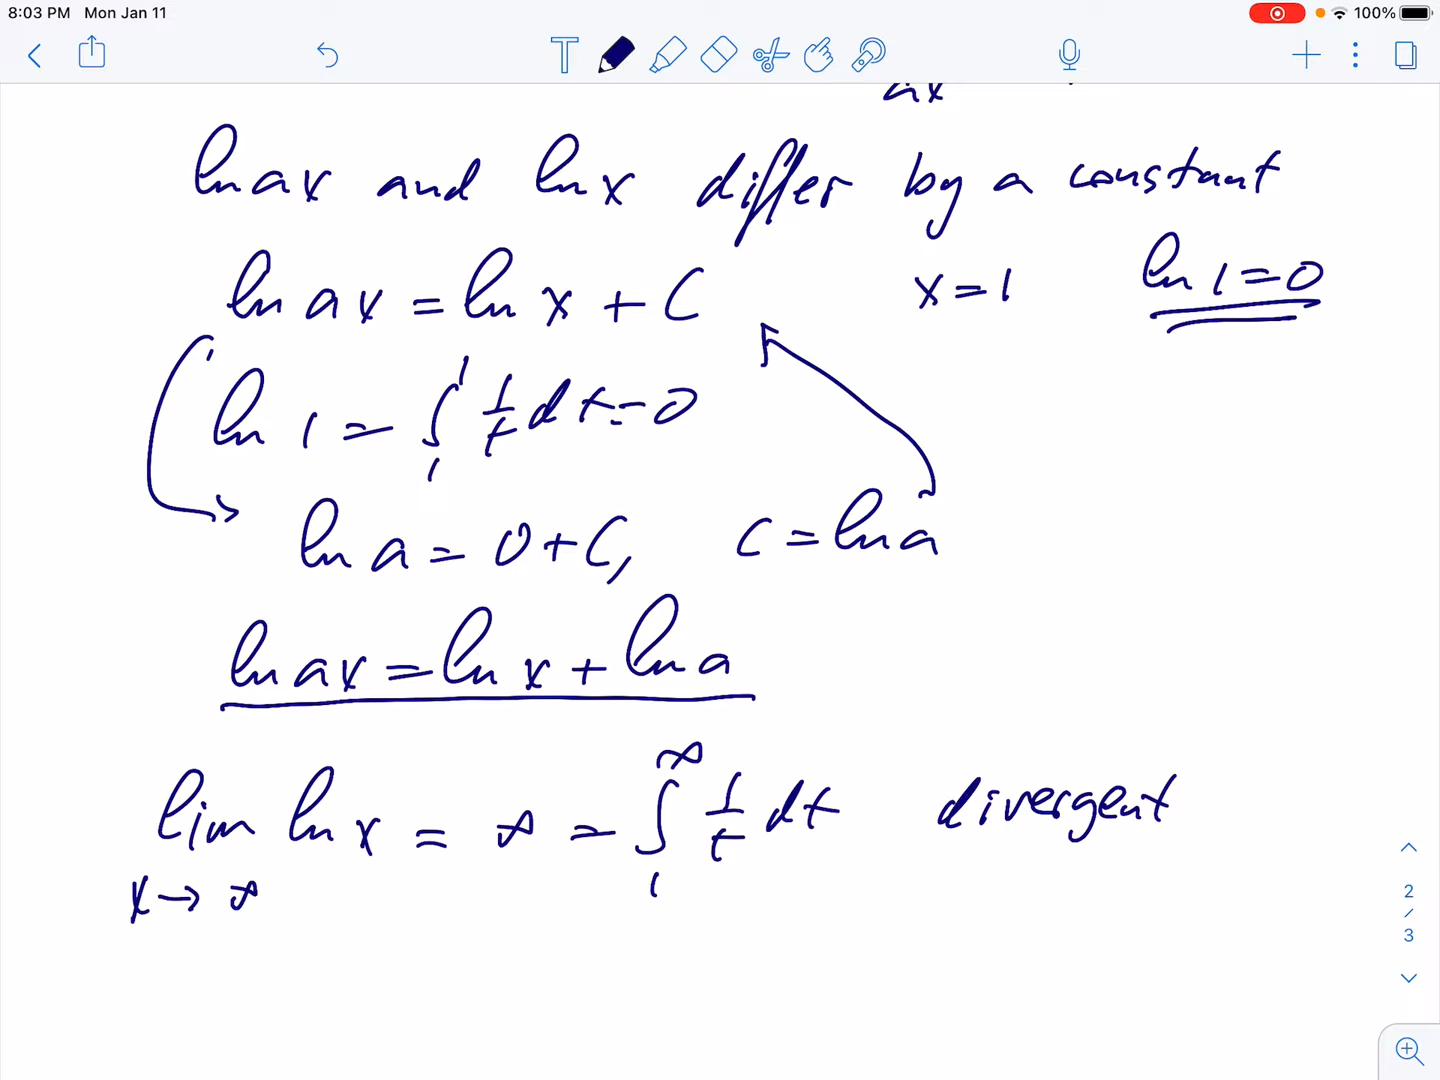 8:03 PM Mon Jan 11 100%
T
ax
ln ax and ln x differ by a constant
ln ax = ln x + C x = 1 ln 1 = 0
ln 1 = ∫₁¹ 1/t dt = 0
ln a = 0 + C, C = ln a
ln ax = ln x + ln a
lim ln x = ∞ = ∫₁^∞ 1/t dt divergent
x → ∞
2
/
3